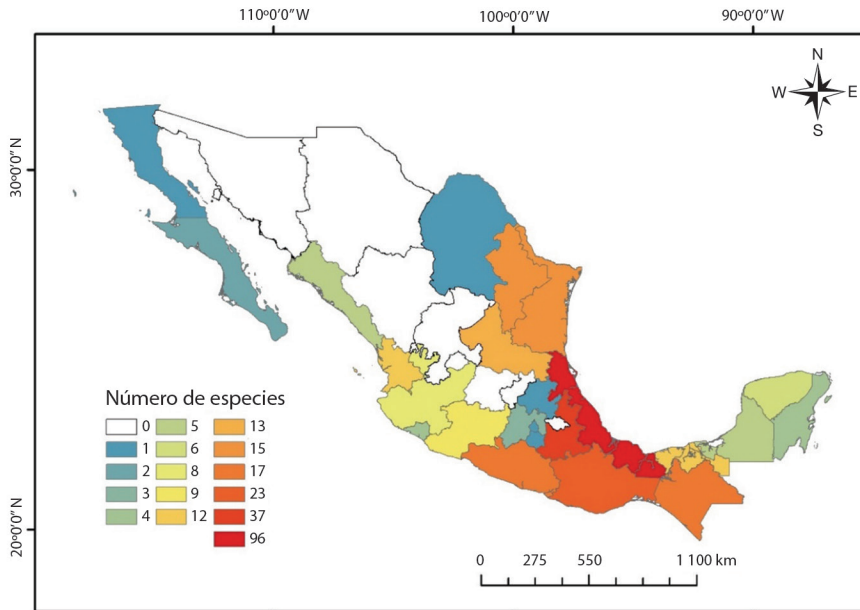 110º0'0"W 100º0'0"W 90º0'0"W
N
W E
S
30º0'0"N
20º0'0"N
Número de especies
0 5 13
1 6 15
2 8 17
3 9 23
4 12 37
96
0 275 550 1 100 km